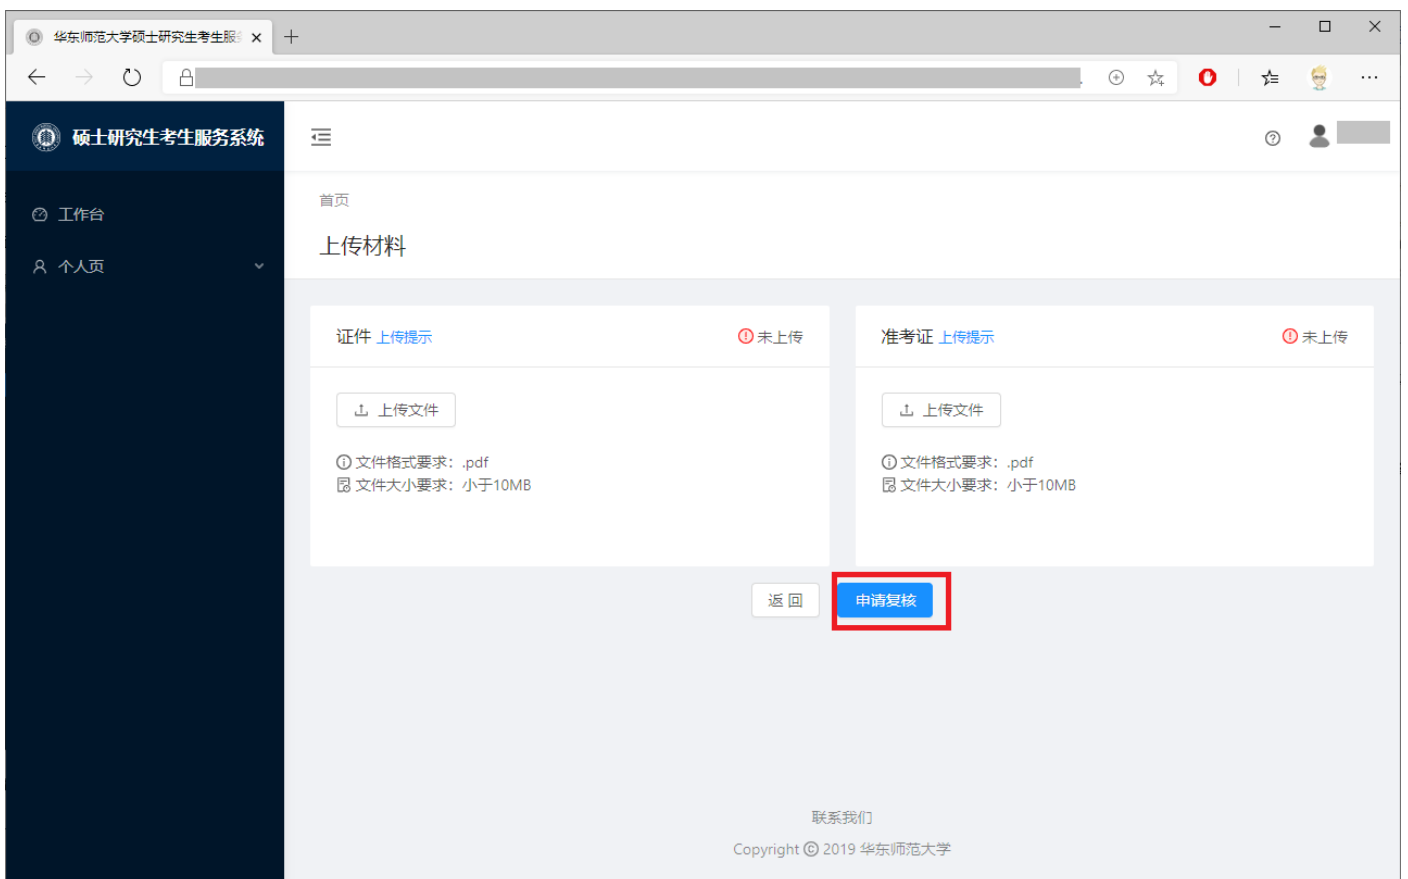 华东师范大学硕士研究生考生服
硕士研究生考生服务系统
工作台
个人页
首页
上传材料
证件 上传提示
未上传
上传文件
文件格式要求：.pdf
文件大小要求：小于10MB
准考证 上传提示
未上传
上传文件
文件格式要求：.pdf
文件大小要求：小于10MB
返 回
申请复核
联系我们
Copyright © 2019 华东师范大学